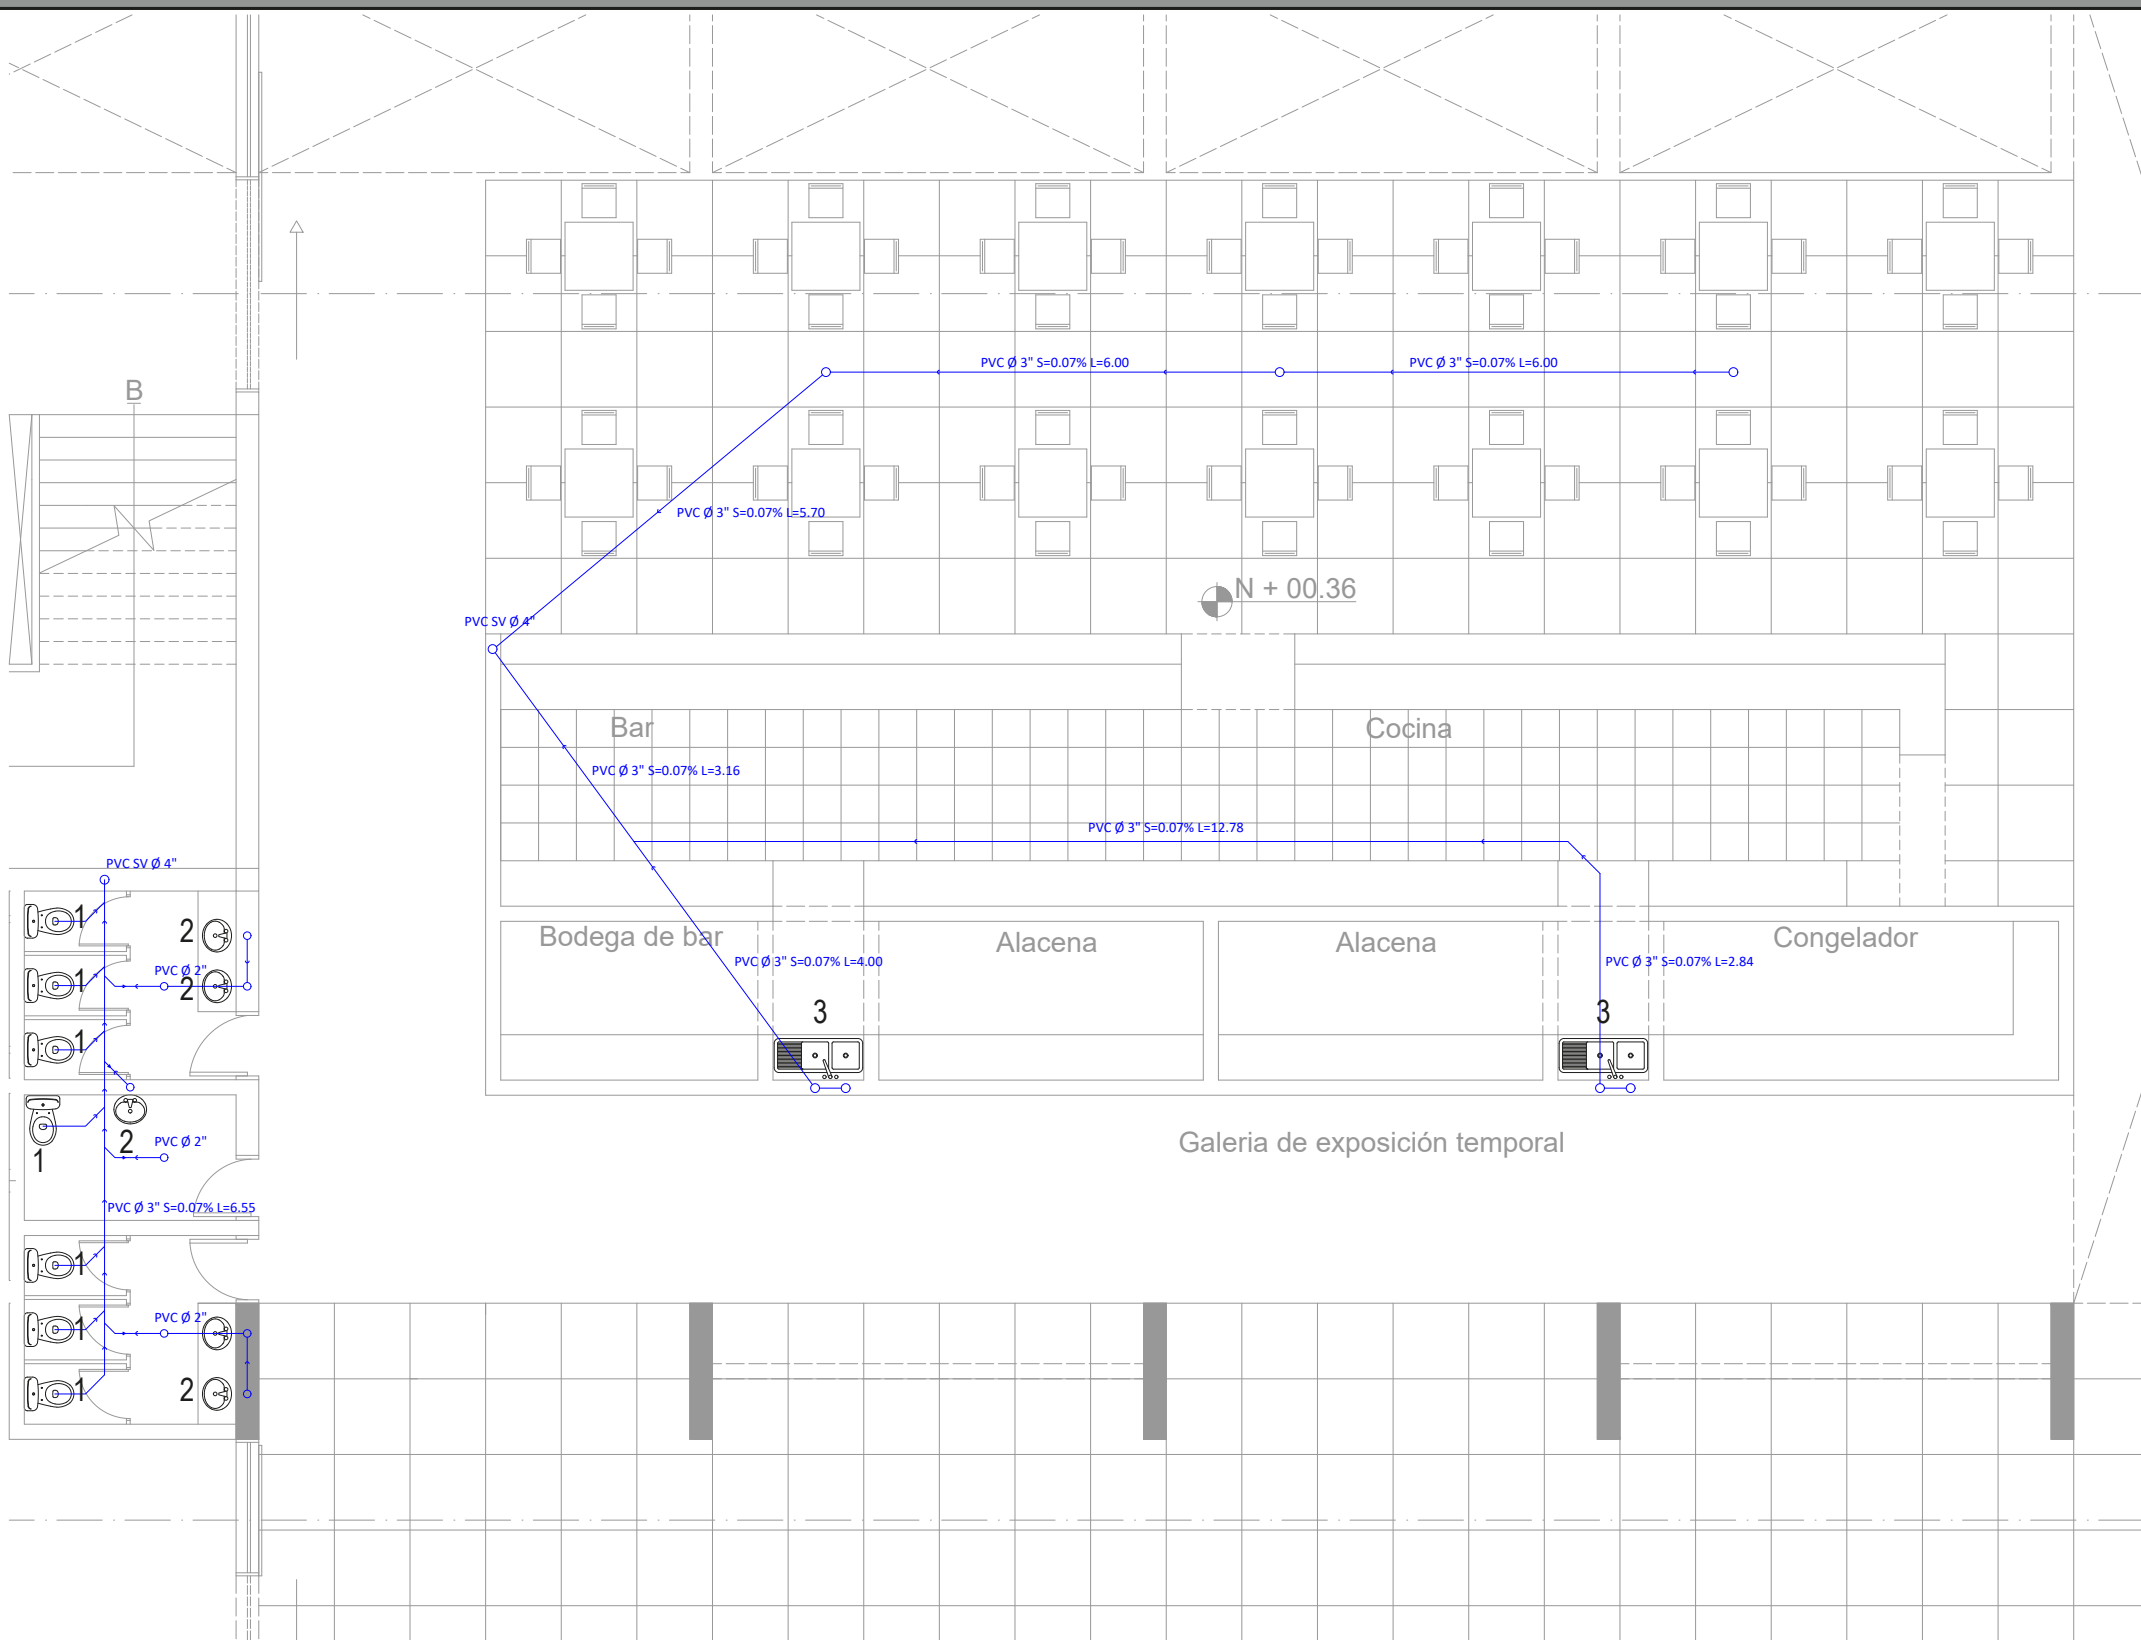 PVC Ø 3" S=0.07% L=6.00
PVC Ø 3" S=0.07% L=6.00
B
PVC Ø 3" S=0.07% L=5.70
N + 00.36
PVC SV Ø 4"
Bar
Cocina
PVC Ø 3" S=0.07% L=3.16
PVC Ø 3" S=0.07% L=12.78
PVC SV Ø 4"
1
2
Bodega de bar
Alacena
Alacena
Congelador
PVC Ø 3" S=0.07% L=4.00
PVC Ø 3" S=0.07% L=2.84
1
PVC Ø 2"
2
3
3
1
1
2
PVC Ø 2"
Galeria de exposición temporal
PVC Ø 3" S=0.07% L=6.55
1
1
PVC Ø 2"
1
2